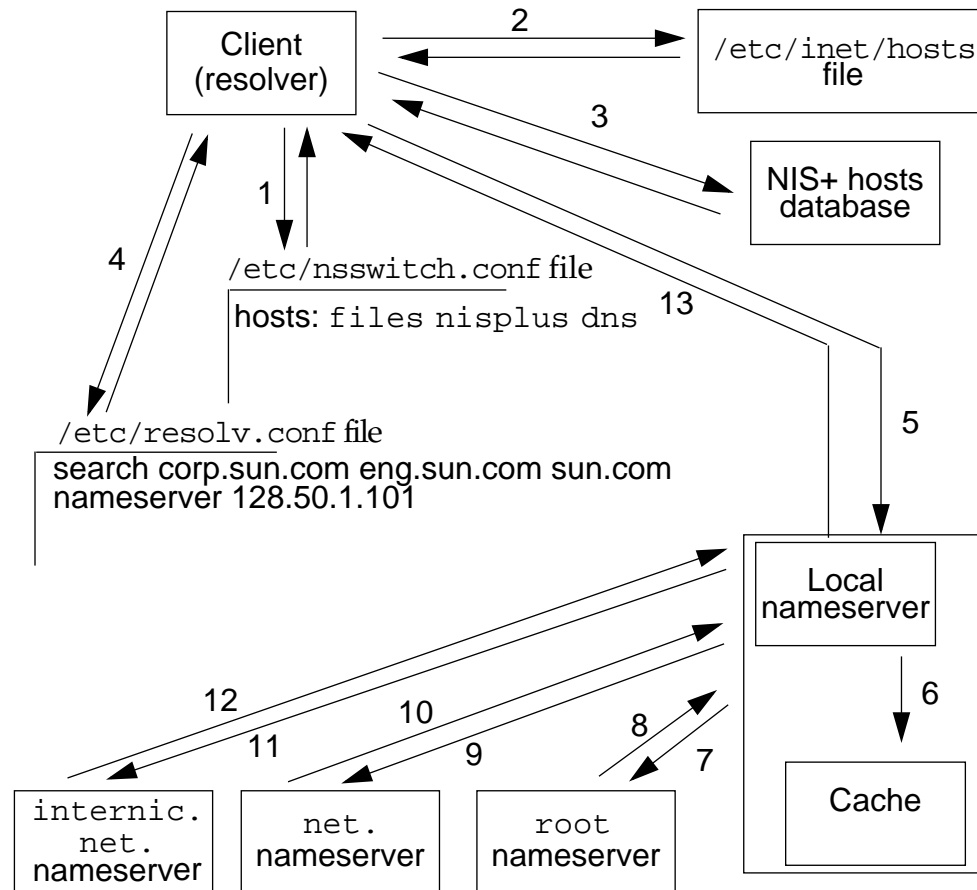 Client
(resolver)
2
/etc/inet/hosts
file
3
NIS+ hosts
database
1
4
/etc/nsswitch.conf file
hosts: files nisplus dns
13
/etc/resolv.conf file
search corp.sun.com eng.sun.com sun.com
nameserver 128.50.1.101
5
Local
nameserver
6
Cache
12
11
10
9
8
7
internic.
net.
nameserver
net.
nameserver
root
nameserver